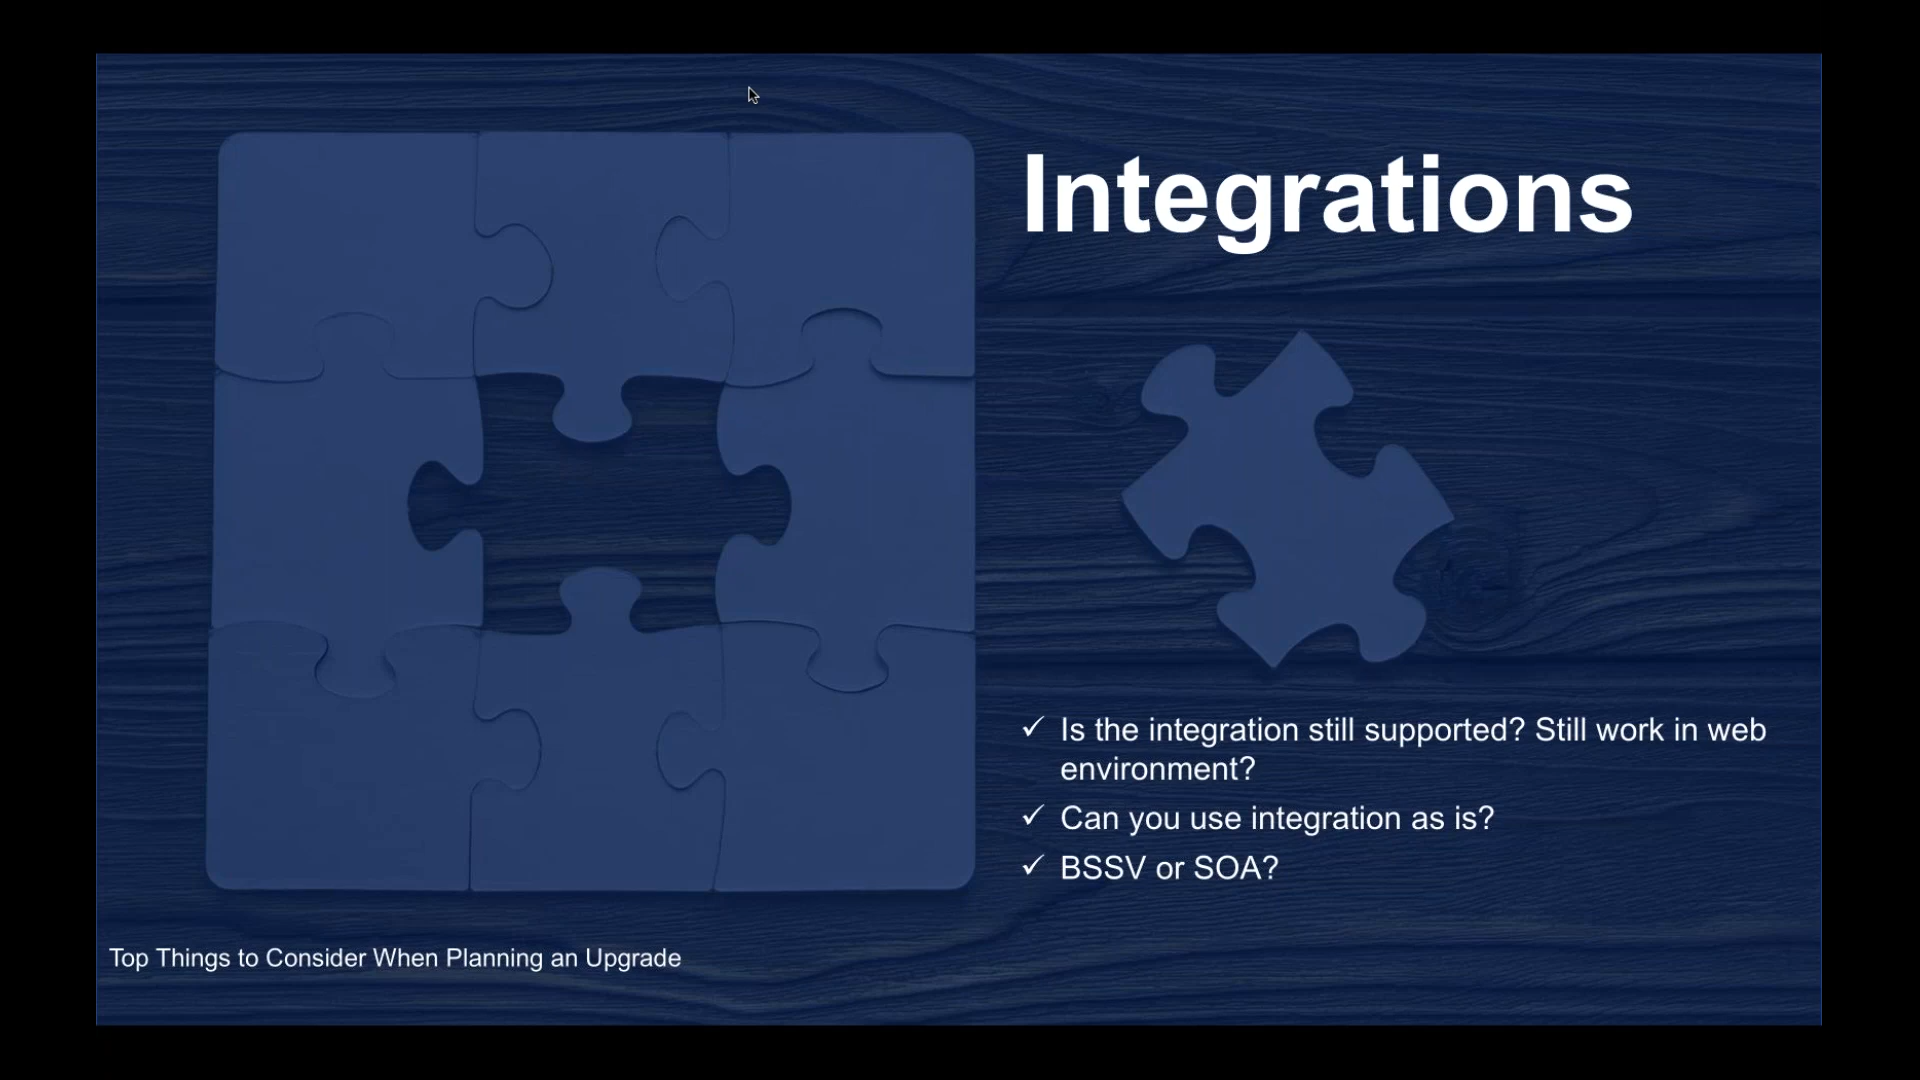 Integrations
✓ Is the integration still supported? Still work in web
environment?
✓ Can you use integration as is?
✓ BSSV or SOA?
Top Things to Consider When Planning an Upgrade